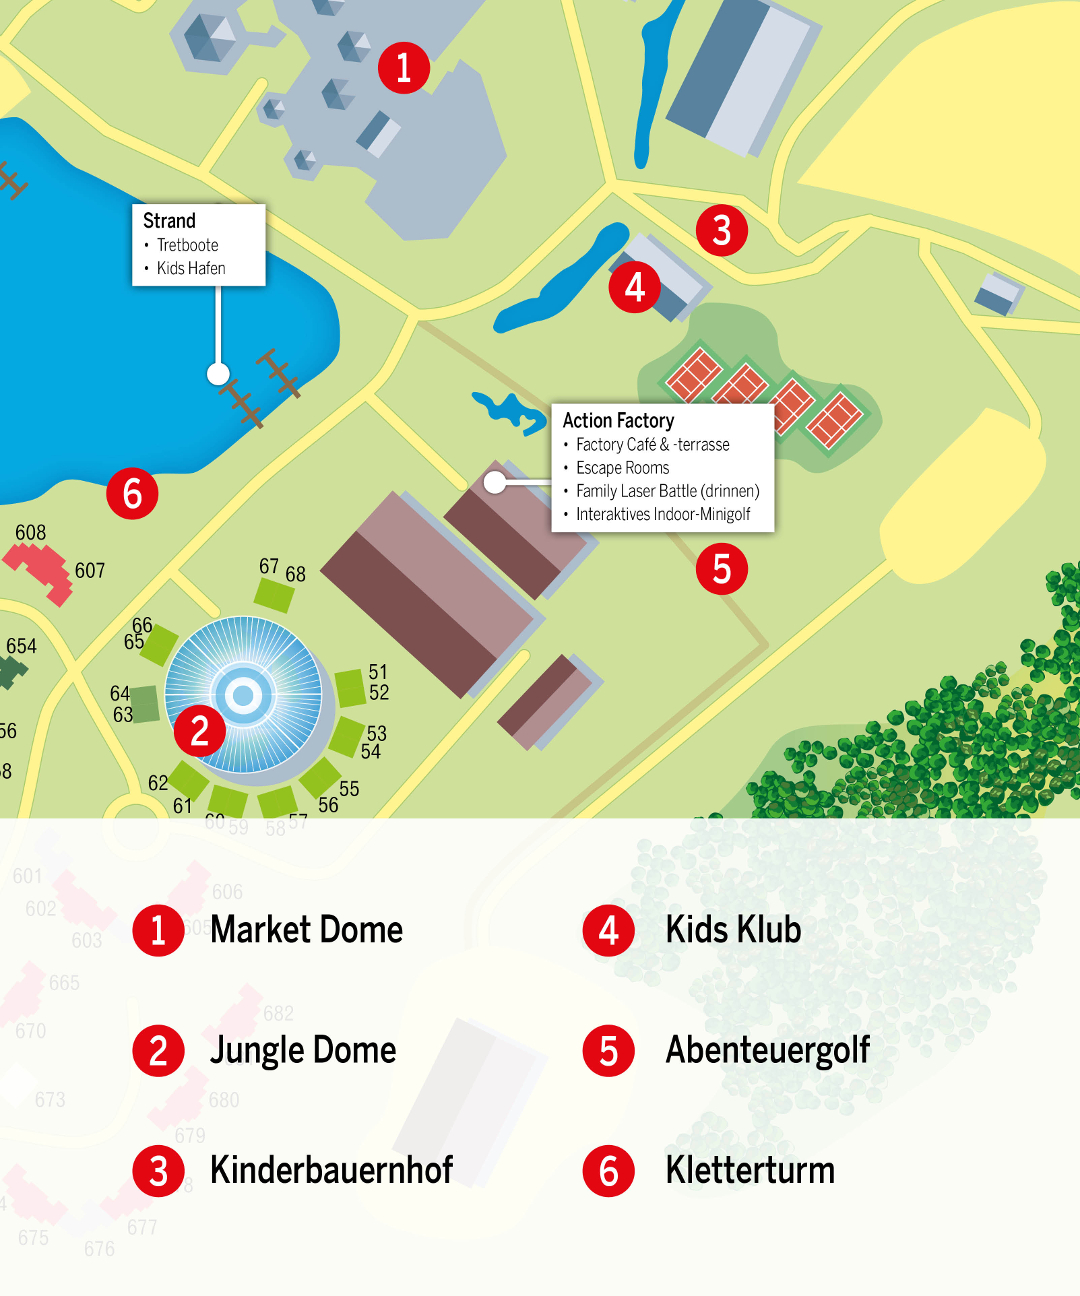 1
3
Strand
• Tretboote
• Kids Hafen
4
Action Factory
• Factory Café & -terrasse
• Escape Rooms
• Family Laser Battle (drinnen)
• Interaktives Indoor-Minigolf
6
608
607
5
67 68
66
65
654
51
52
64
63
2
53
54
56
58
62
61
55
56
60 59 58 57
601
602
603
606
605
1 Market Dome
4 Kids Klub
665
670
682
2 Jungle Dome
5 Abenteuergolf
673
680
679
3 Kinderbauernhof
6 Kletterturm
675
676
677